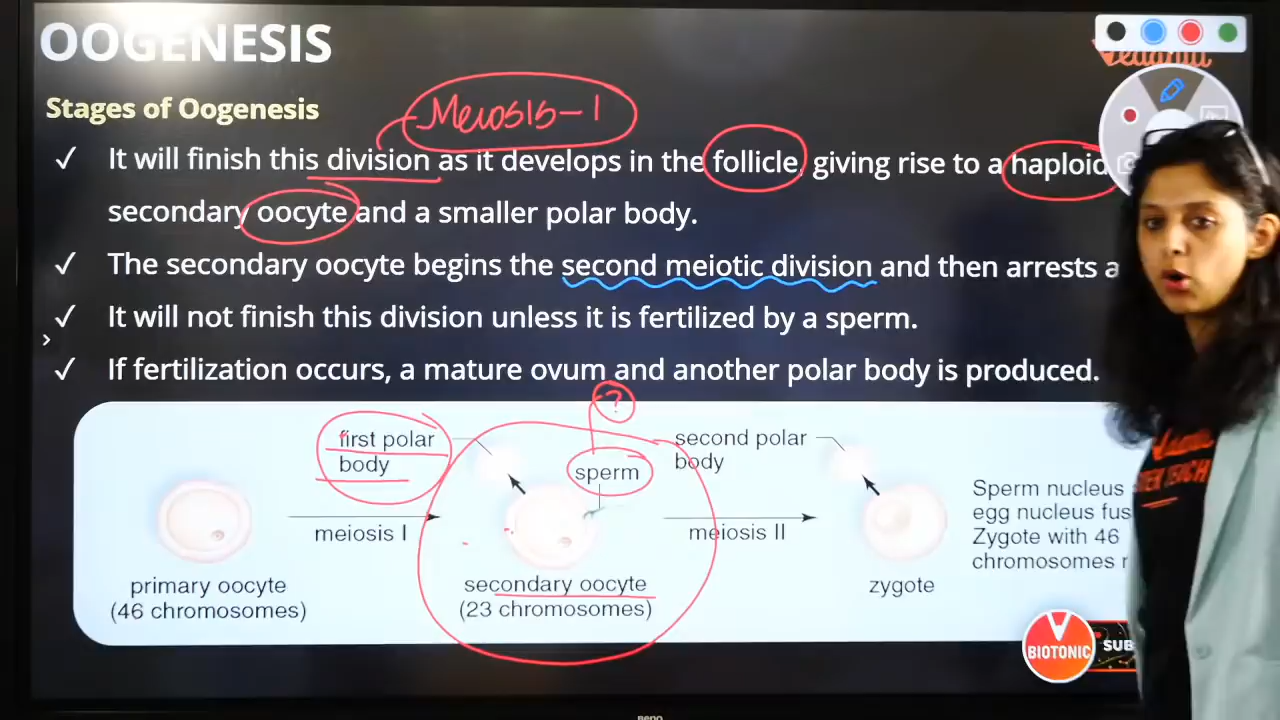 OOGENESIS
Vedantu
Stages of Oogenesis
Meiosis-1
✓ It will finish this division as it develops in the follicle, giving rise to a haploid
secondary oocyte and a smaller polar body.
✓ The secondary oocyte begins the second meiotic division and then arrests a
✓ It will not finish this division unless it is fertilized by a sperm.
✓ If fertilization occurs, a mature ovum and another polar body is produced.
?
first polar
body
sperm
second polar
body
meiosis I
meiosis II
primary oocyte
(46 chromosomes)
secondary oocyte
(23 chromosomes)
zygote
Sperm nucleus
egg nucleus fus
Zygote with 46
chromosomes r
BIOTONIC
SUB
BenQ